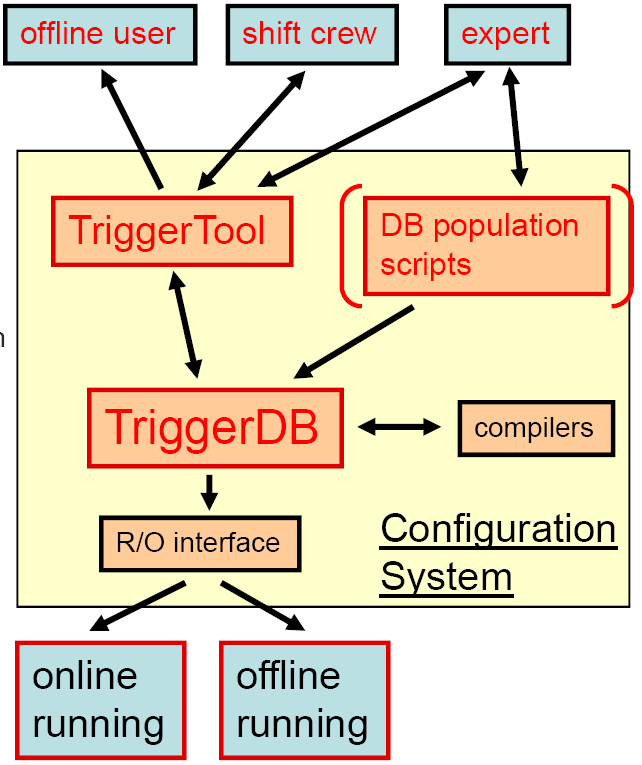 offline user
shift crew
expert
TriggerTool
DB population
scripts
n
TriggerDB
compilers
R/O interface
Configuration
System
online
running
offline
running